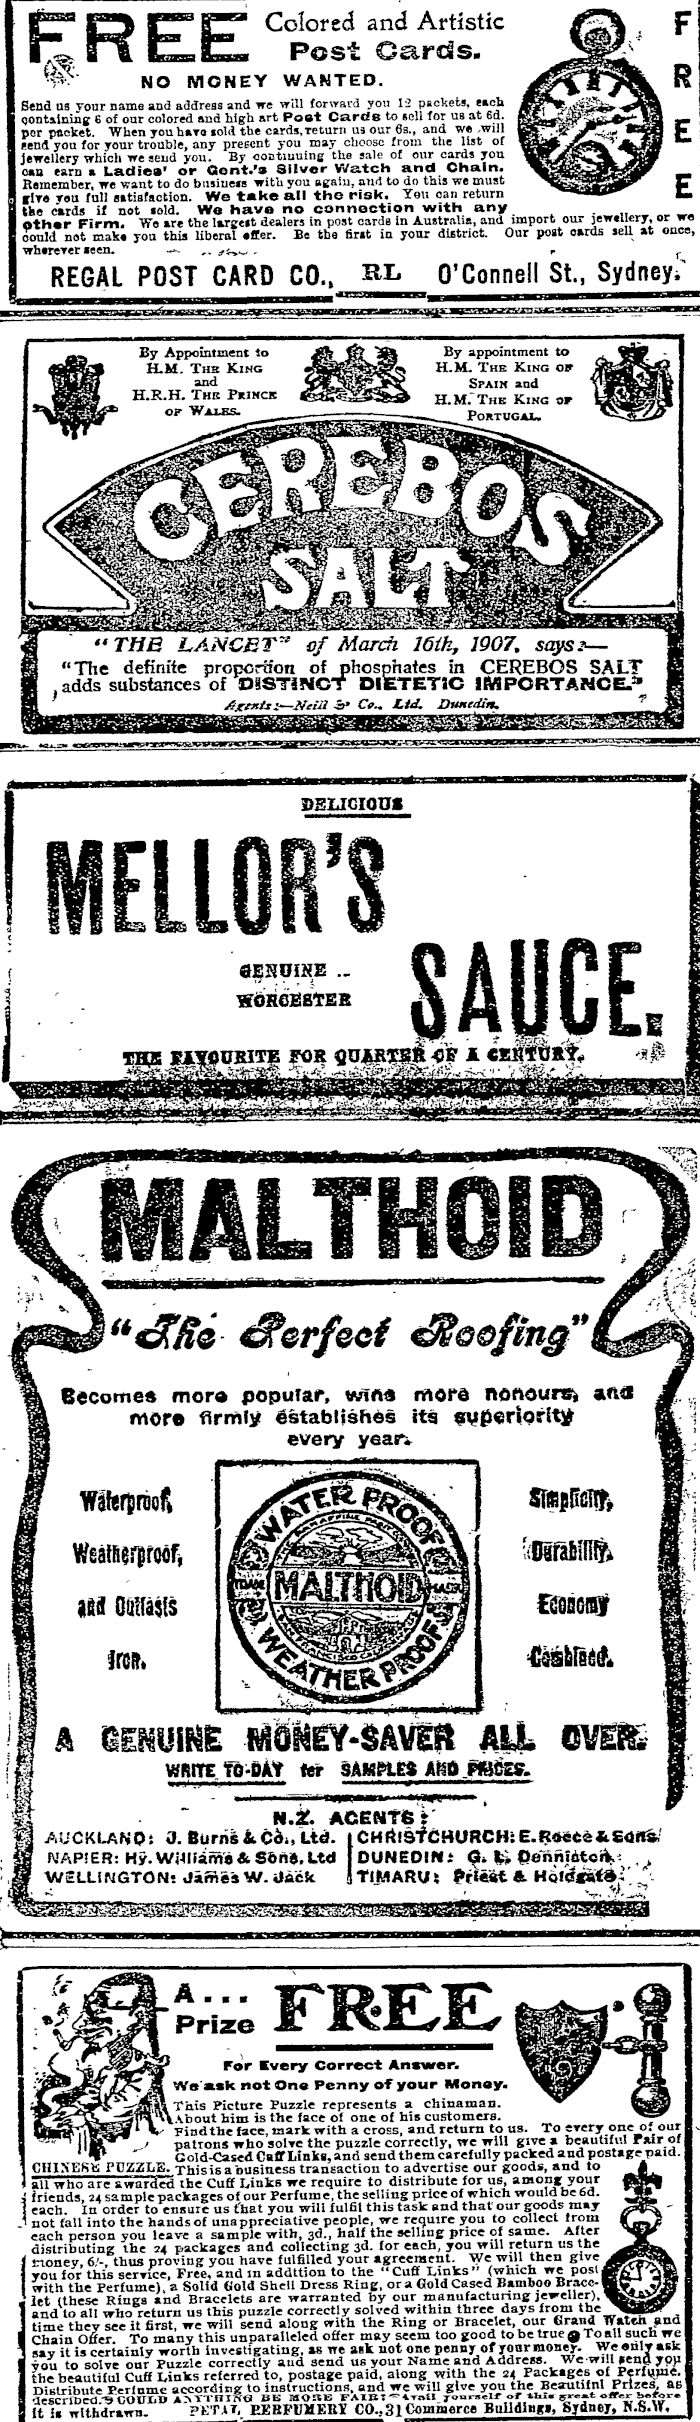 FREE Colored and Artistic
Post Cards.
NO MONEY WANTED.
FREE
Send us your name and address and we will forward you 12 packets, each
containing 6 of our colored and high art Post Cards to sell for us at 6d.
per packet. When you have sold the cards, return us our 6s., and we will
send you for your trouble, any present you may choose from the list of
jewellery which we send you. By continuing the sale of our cards you
can earn a Ladies' or Gent.'s Silver Watch and Chain.
Remember, we want to do business with you again, and to do this we must
give you full satisfaction. We take all the risk. You can return
the cards if not sold. We have no connection with any
other Firm. We are the largest dealers in post cards in Australia, and import our jewellery, or we
could not make you this liberal offer. Be the first in your district. Our post cards sell at once,
wherever seen.
REGAL POST CARD CO., RL O'Connell St., Sydney.
By Appointment to
H.M. THE KING
and
H.R.H. THE PRINCE
OF WALES.
By appointment to
H.M. THE KING OF
SPAIN and
H.M. THE KING OF
PORTUGAL.
CEREBOS
SALT
"THE LANCET" of March 16th, 1907, says:—
"The definite proportion of phosphates in CEREBOS SALT
adds substances of DISTINCT DIETETIC IMPORTANCE."
Agents:—Neill & Co., Ltd. Dunedin.
DELICIOUS
MELLOR'S
GENUINE
WORCESTER
SAUCE.
THE FAVOURITE FOR QUARTER OF A CENTURY.
MALTHOID
"The Perfect Roofing"
Becomes more popular, wins more honours, and
more firmly establishes its superiority
every year.
Waterproof,
Weatherproof,
and Outlasts
Iron.
WATER PROOF
TRADE MALTHOID MARK
WEATHER PROOF
Simplicity,
Durability,
Economy
Combined.
A GENUINE MONEY-SAVER ALL OVER.
WRITE TO-DAY for SAMPLES AND PRICES.
N.Z. AGENTS:
AUCKLAND: J. Burns & Co., Ltd.
NAPIER: Hy. Williams & Sons, Ltd
WELLINGTON: James W. Jack
CHRISTCHURCH: E. Reece & Sons
DUNEDIN: G. L. Denniston
TIMARU: Priest & Holdgate
A... Prize FREE
For Every Correct Answer.
We ask not One Penny of your Money.
This Picture Puzzle represents a chinaman.
About him is the face of one of his customers.
Find the face, mark with a cross, and return to us. To every one of our
patrons who solve the puzzle correctly, we will give a beautiful Pair of
Gold-Cased Cuff Links, and send them carefully packed and postage paid.
CHINESE PUZZLE. This is a business transaction to advertise our goods, and to
all who are awarded the Cuff Links we require to distribute for us, among your
friends, 24 sample packages of our Perfume, the selling price of which would be 6d.
each. In order to ensure us that you will fulfil this task and that our goods may
not fall into the hands of unappreciative people, we require you to collect from
each person you leave a sample with, 3d., half the selling price of same. After
distributing the 24 packages and collecting 3d. for each, you will return us the
money, 6/-, thus proving you have fulfilled your agreement. We will then give
you for this service, Free, and in addition to the "Cuff Links" (which we post
with the Perfume), a Solid Gold Shell Dress Ring, or a Gold Cased Bamboo Brace-
let (these Rings and Bracelets are warranted by our manufacturing jeweller),
and to all who return us this puzzle correctly solved within three days from the
time they see it first, we will send along with the Ring or Bracelet, our Grand Watch and
Chain Offer. To many this unparalleled offer may seem too good to be true. To all such we
say it is certainly worth investigating, as we ask not one penny of your money. We only ask
you to solve our Puzzle correctly and send us your Name and Address. We will send you
the beautiful Cuff Links referred to, postage paid, along with the 24 Packages of Perfume.
Distribute Perfume according to instructions, and we will give you the Beautiful Prizes, as
described. COULD ANYTHING BE MORE FAIR? Avail yourself of this great offer before
it is withdrawn. PETAL PERFUMERY CO., 31 Commerce Buildings, Sydney, N.S.W.